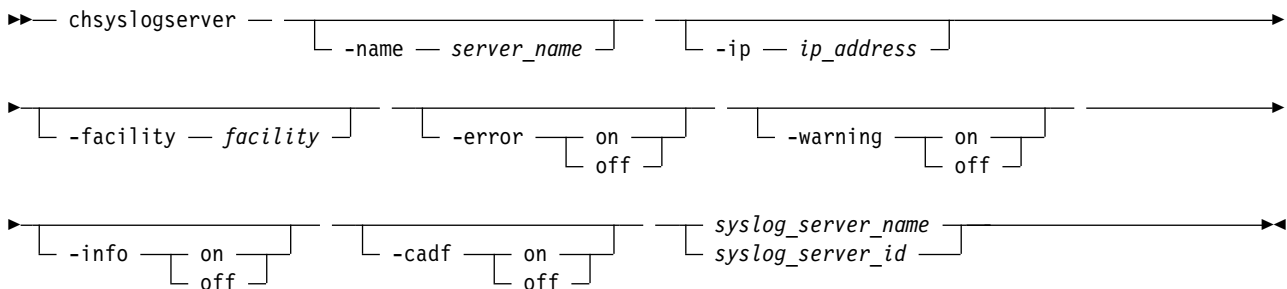 chsyslogserver
-name server_name -ip ip_address
-facility facility -error on -warning on
off off
-info on -cadf on syslog_server_name
off off syslog_server_id